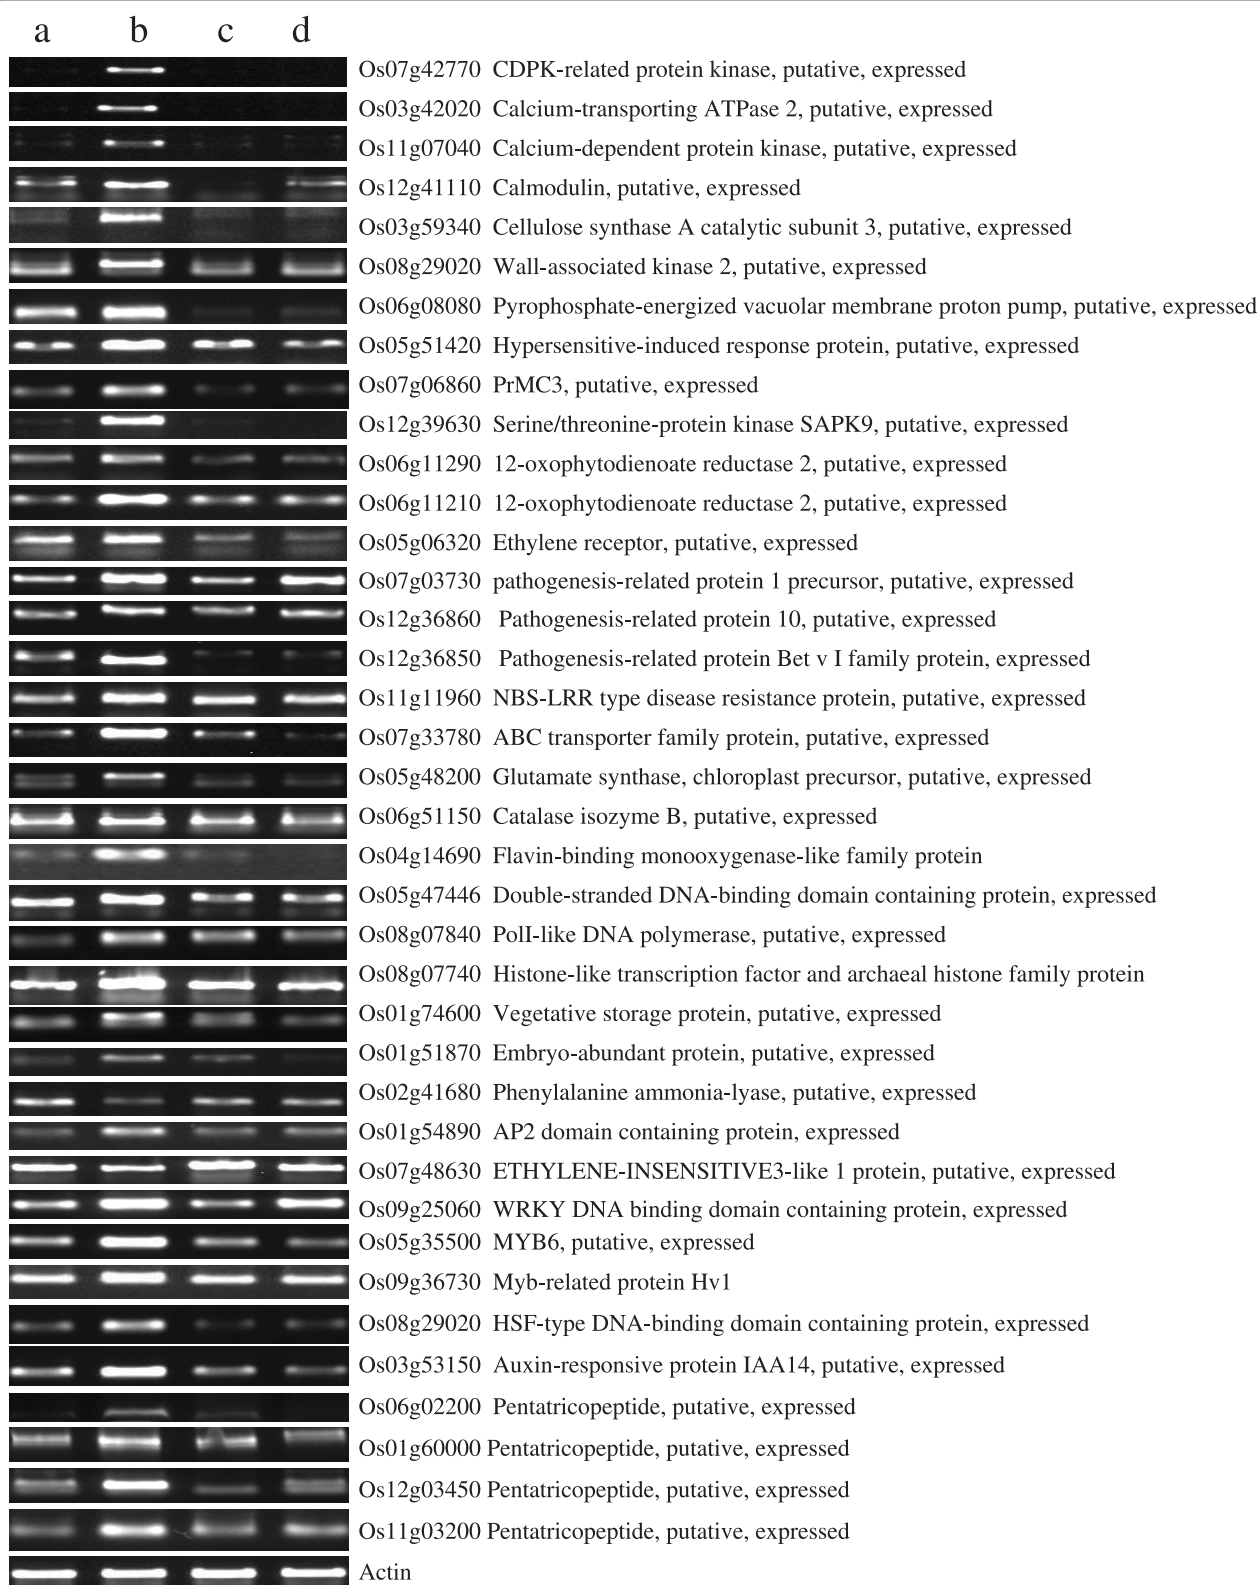 a b c d
Os07g42770 CDPK-related protein kinase, putative, expressed
Os03g42020 Calcium-transporting ATPase 2, putative, expressed
Os11g07040 Calcium-dependent protein kinase, putative, expressed
Os12g41110 Calmodulin, putative, expressed
Os03g59340 Cellulose synthase A catalytic subunit 3, putative, expressed
Os08g29020 Wall-associated kinase 2, putative, expressed
Os06g08080 Pyrophosphate-energized vacuolar membrane proton pump, putative, expressed
Os05g51420 Hypersensitive-induced response protein, putative, expressed
Os07g06860 PrMC3, putative, expressed
Os12g39630 Serine/threonine-protein kinase SAPK9, putative, expressed
Os06g11290 12-oxophytodienoate reductase 2, putative, expressed
Os06g11210 12-oxophytodienoate reductase 2, putative, expressed
Os05g06320 Ethylene receptor, putative, expressed
Os07g03730 pathogenesis-related protein 1 precursor, putative, expressed
Os12g36860 Pathogenesis-related protein 10, putative, expressed
Os12g36850 Pathogenesis-related protein Bet v I family protein, expressed
Os11g11960 NBS-LRR type disease resistance protein, putative, expressed
Os07g33780 ABC transporter family protein, putative, expressed
Os05g48200 Glutamate synthase, chloroplast precursor, putative, expressed
Os06g51150 Catalase isozyme B, putative, expressed
Os04g14690 Flavin-binding monooxygenase-like family protein
Os05g47446 Double-stranded DNA-binding domain containing protein, expressed
Os08g07840 PolI-like DNA polymerase, putative, expressed
Os08g07740 Histone-like transcription factor and archaeal histone family protein
Os01g74600 Vegetative storage protein, putative, expressed
Os01g51870 Embryo-abundant protein, putative, expressed
Os02g41680 Phenylalanine ammonia-lyase, putative, expressed
Os01g54890 AP2 domain containing protein, expressed
Os07g48630 ETHYLENE-INSENSITIVE3-like 1 protein, putative, expressed
Os09g25060 WRKY DNA binding domain containing protein, expressed
Os05g35500 MYB6, putative, expressed
Os09g36730 Myb-related protein Hv1
Os08g29020 HSF-type DNA-binding domain containing protein, expressed
Os03g53150 Auxin-responsive protein IAA14, putative, expressed
Os06g02200 Pentatricopeptide, putative, expressed
Os01g60000 Pentatricopeptide, putative, expressed
Os12g03450 Pentatricopeptide, putative, expressed
Os11g03200 Pentatricopeptide, putative, expressed
Actin